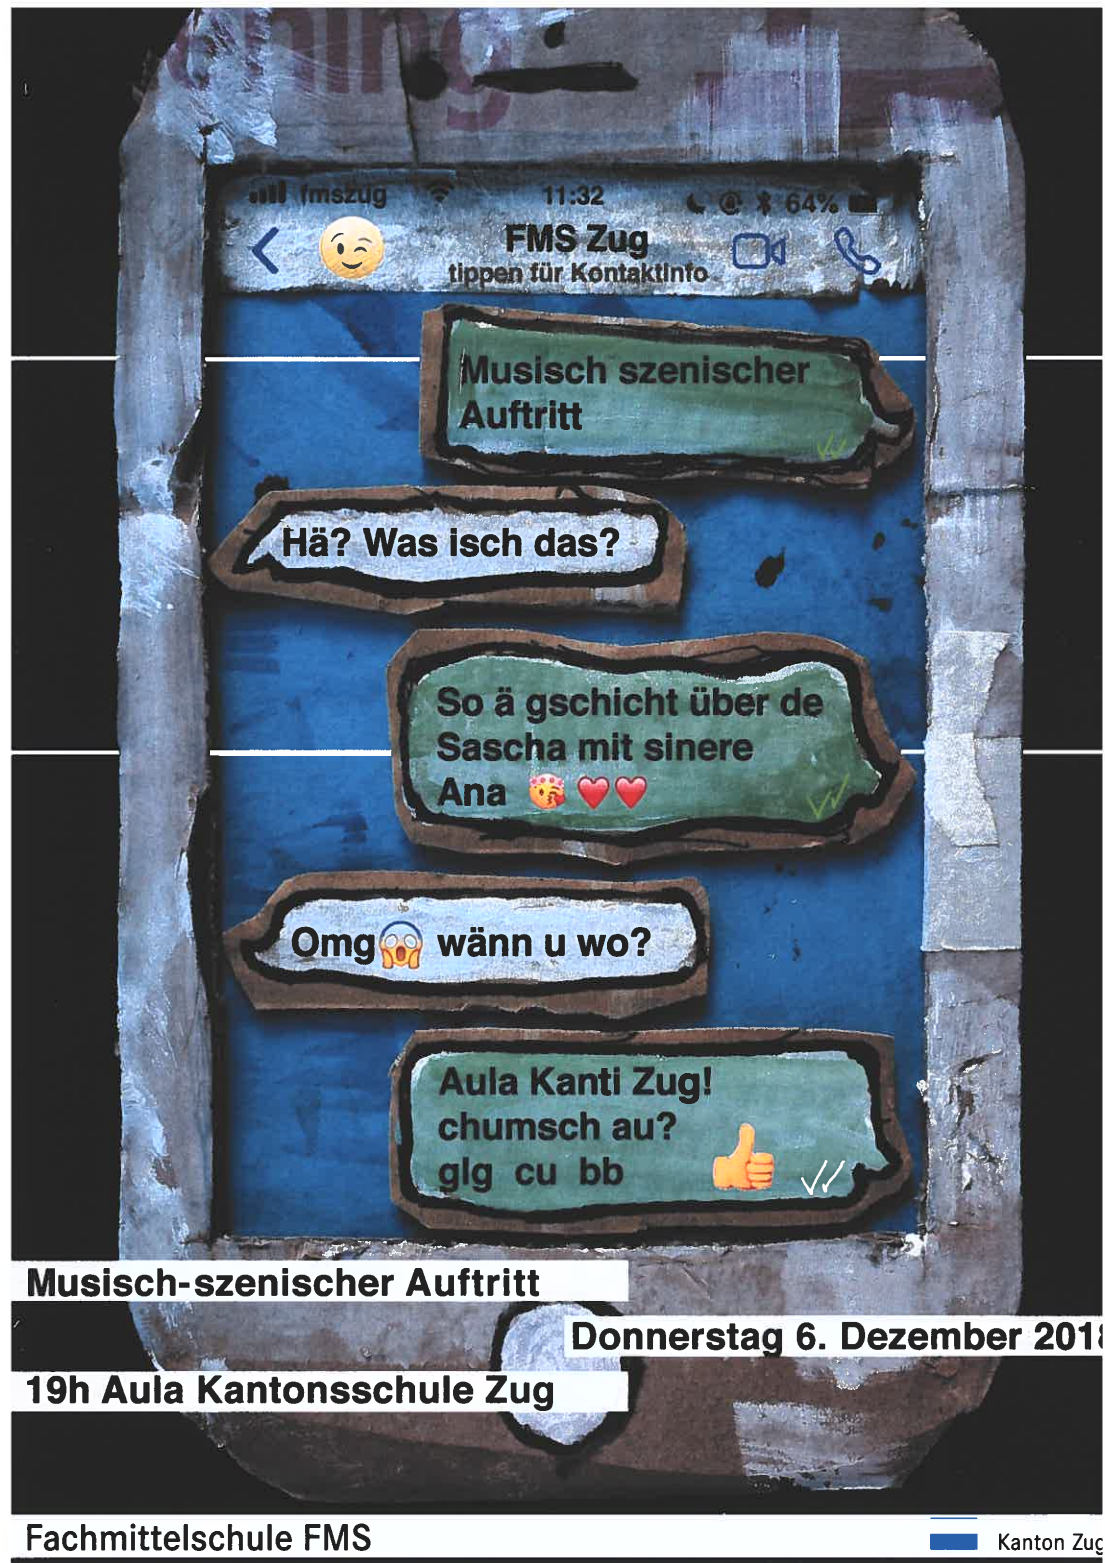 fmszug
11:32
64%
FMS Zug
tippen für Kontaktinfo
Musisch szenischer
Auftritt
Hä? Was isch das?
So ä gschicht über de
Sascha mit sinere
Ana 😘 ❤️❤️
Omg😱 wänn u wo?
Aula Kanti Zug!
chumsch au?
glg cu bb 👍
Musisch-szenischer Auftritt
Donnerstag 6. Dezember 2018
19h Aula Kantonsschule Zug
Fachmittelschule FMS
Kanton Zug